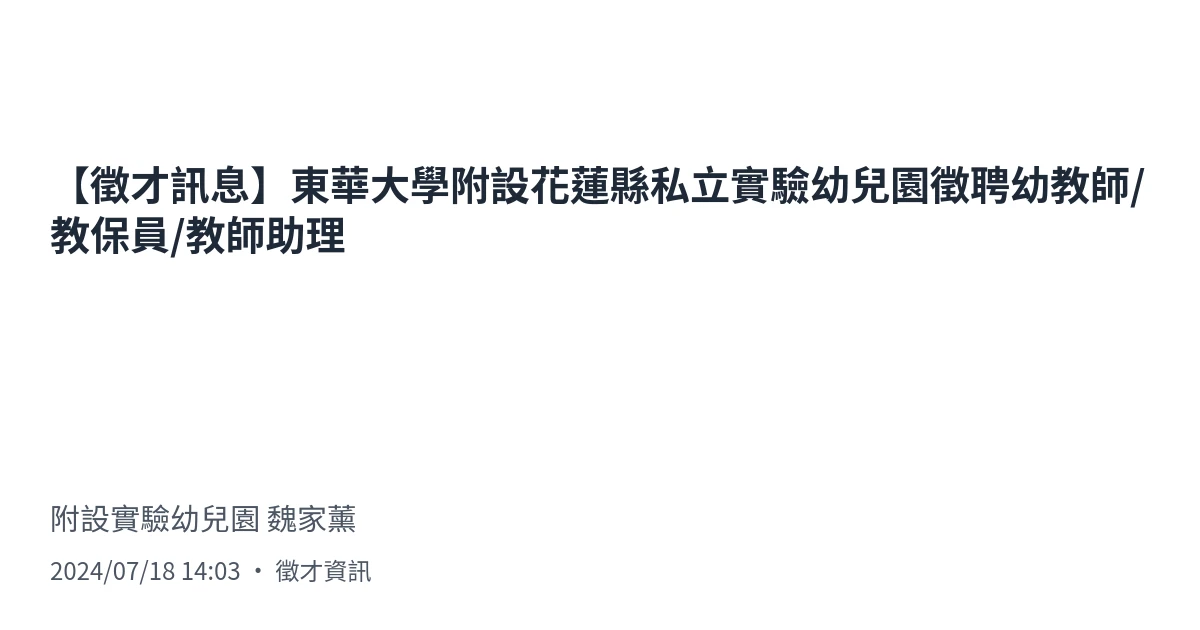 【徵才訊息】東華大學附設花蓮縣私立實驗幼兒園徵聘幼教師/
教保員/教師助理
附設實驗幼兒園 魏家薰
2024/07/18 14:03 • 徵才資訊